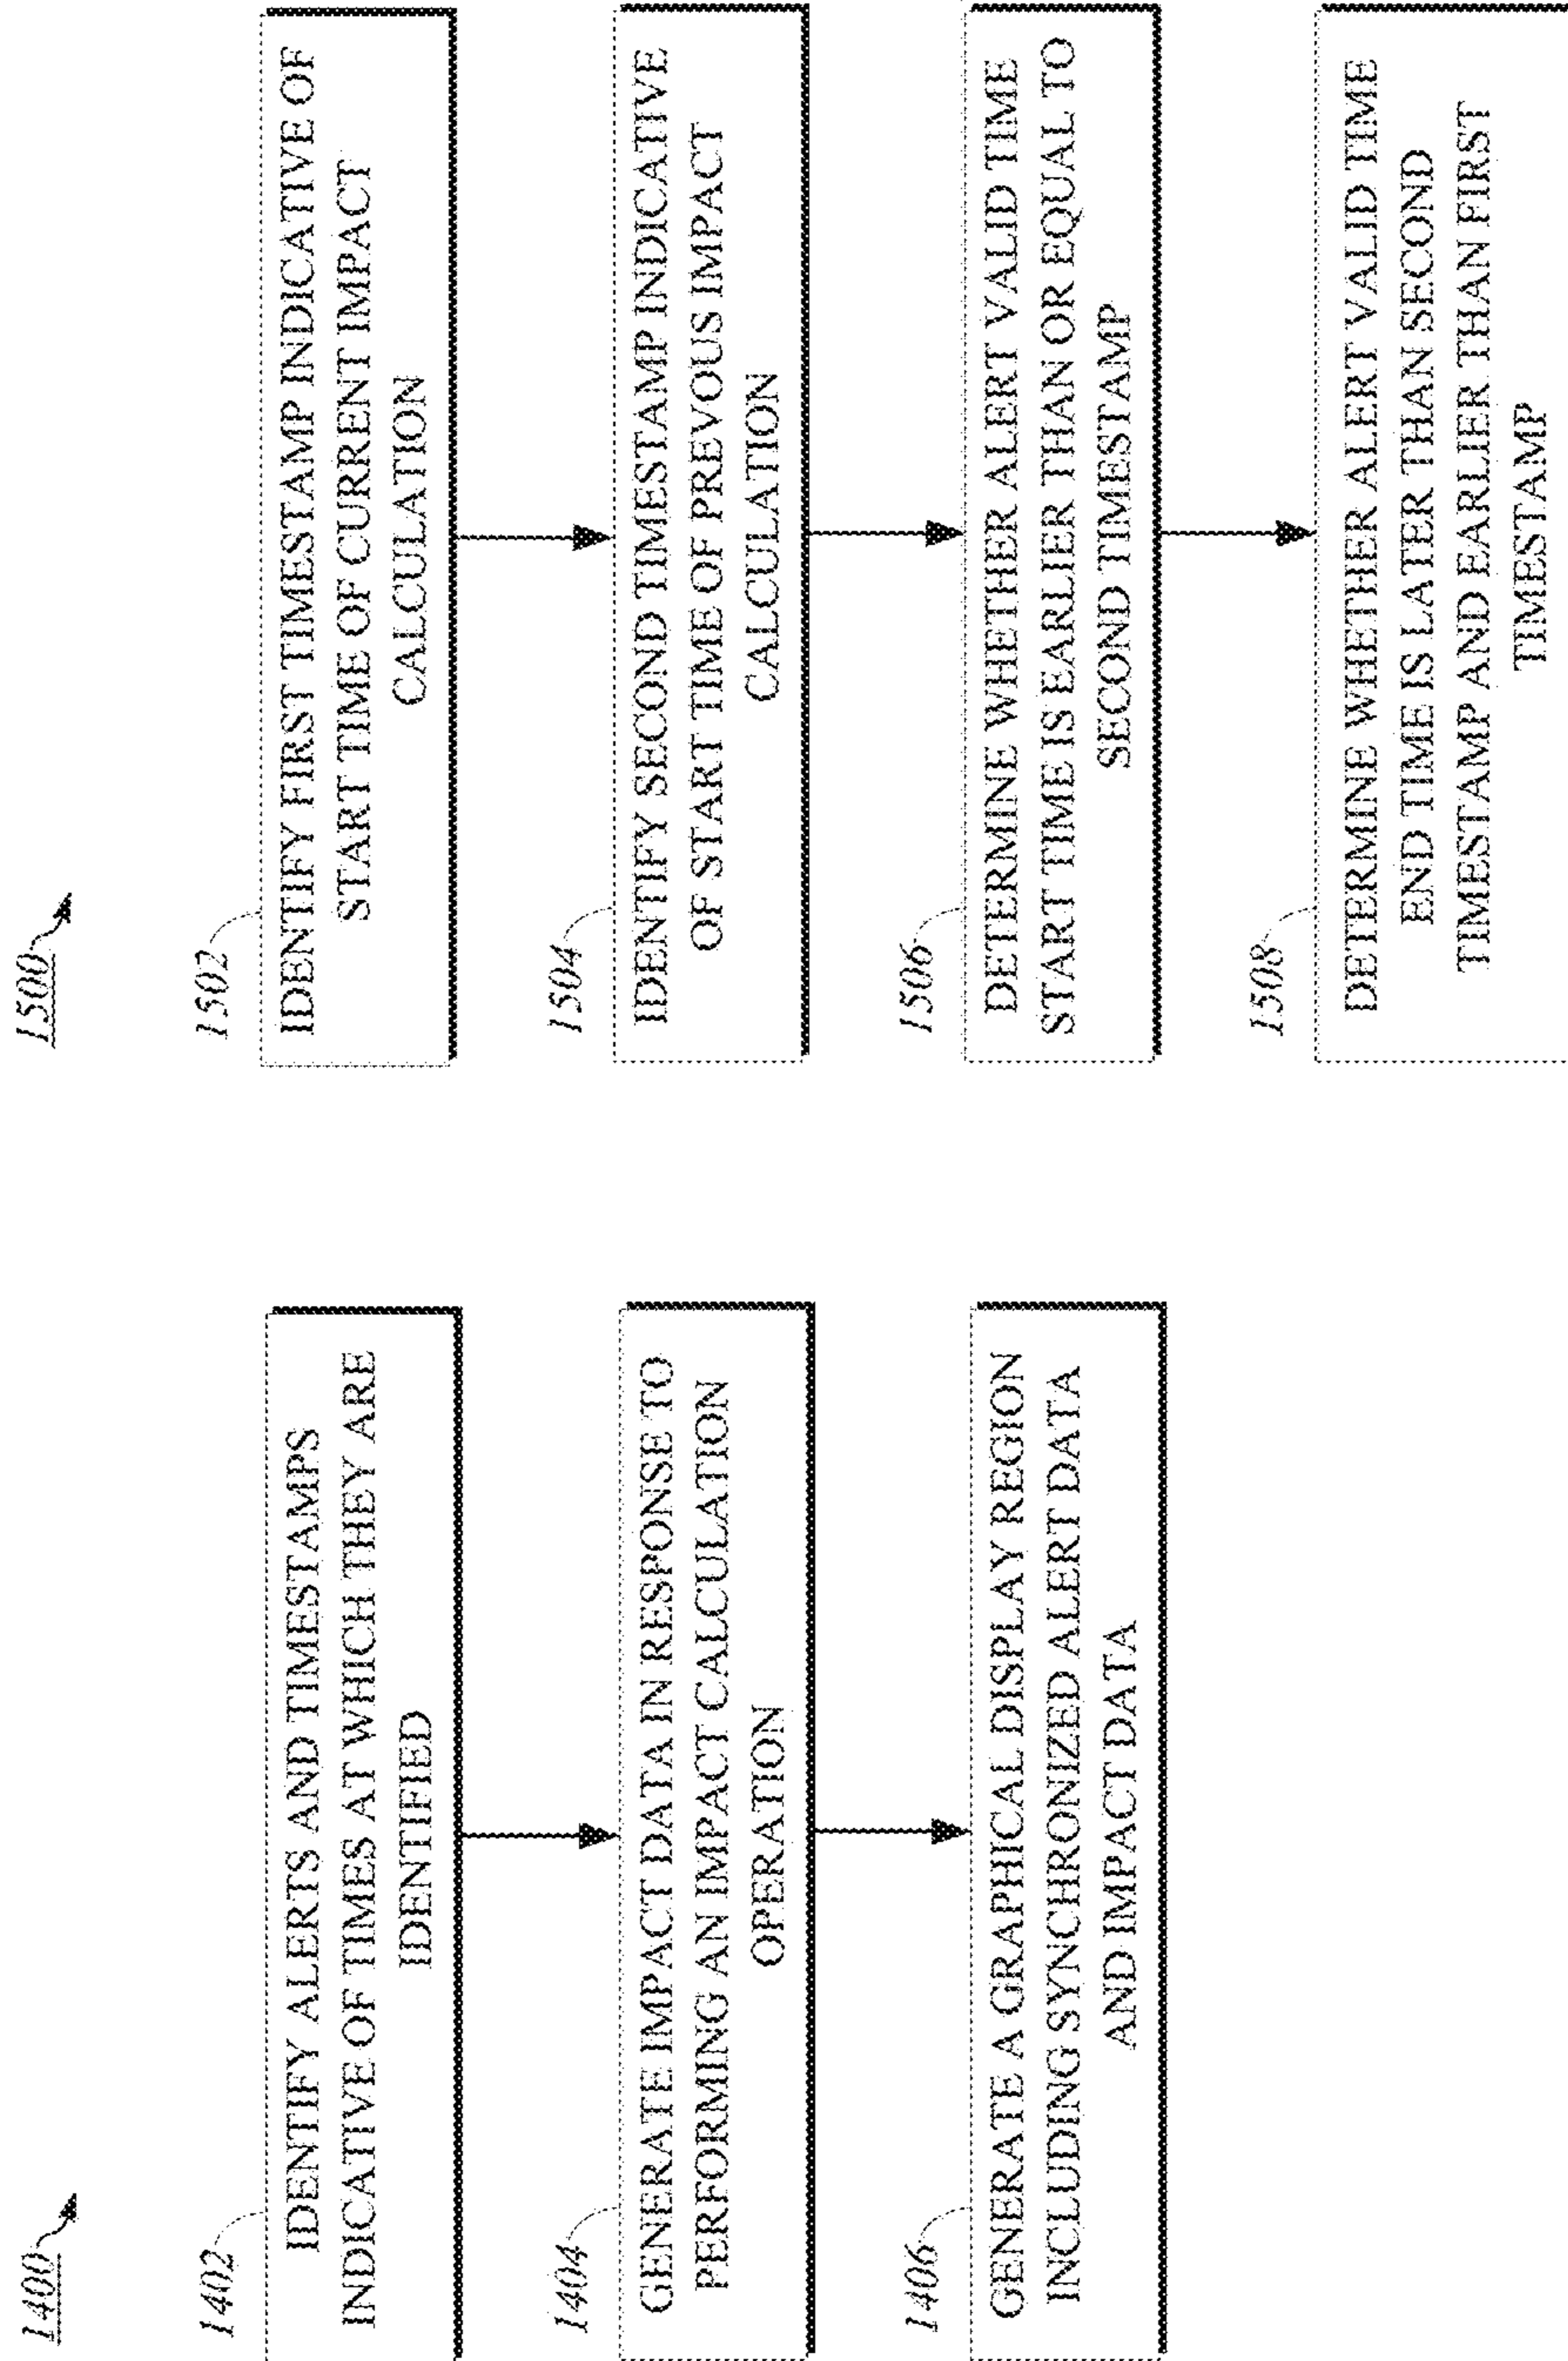 1400
1402
IDENTIFY ALERTS AND TIMESTAMPS
INDICATIVE OF TIMES AT WHICH THEY ARE
IDENTIFIED
1404
GENERATE IMPACT DATA IN RESPONSE TO
PERFORMING AN IMPACT CALCULATION
OPERATION
1406
GENERATE A GRAPHICAL DISPLAY REGION
INCLUDING SYNCHRONIZED ALERT DATA
AND IMPACT DATA
1500
1502
IDENTIFY FIRST TIMESTAMP INDICATIVE OF
START TIME OF CURRENT IMPACT
CALCULATION
1504
IDENTIFY SECOND TIMESTAMP INDICATIVE
OF START TIME OF PREVOUS IMPACT
CALCULATION
1506
DETERMINE WHETHER ALERT VALID TIME
START TIME IS EARLIER THAN OR EQUAL TO
SECOND TIMESTAMP
1508
DETERMINE WHETHER ALERT VALID TIME
END TIME IS LATER THAN SECOND
TIMESTAMP AND EARLIER THAN FIRST
TIMESTAMP